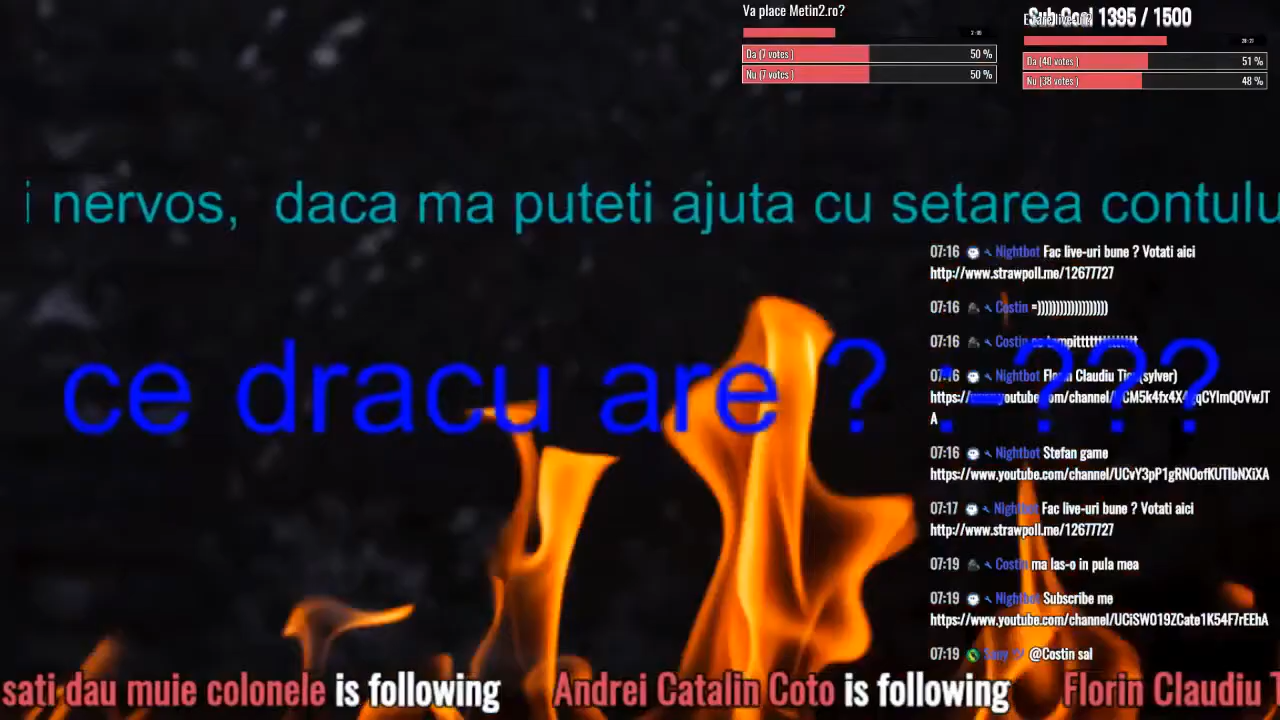 Va place Metin2.ro?
Da (7 votes ) 50 %
Nu (7 votes ) 50 %
Sub Goal 1395 / 1500
Da (40 votes ) 51 %
Nu (38 votes ) 48 %
i nervos, daca ma puteti ajuta cu setarea contulu
ce dracu are ? :-???
07:16 Nightbot Fac live-uri bune ? Votati aici
http://www.strawpoll.me/12677727
07:16 Costin =))))))))))))))))))))
07:16 Costin
07:16 Nightbot Florin Claudiu
A
07:16 Nightbot Stefan game
https://www.youtube.com/channel/UCvY3pP1gRNOofKUTlbNXiXA
07:17 Nightbot Fac live-uri bune ? Votati aici
http://www.strawpoll.me/12677727
07:19 Costin ma las-o in pula mea
07:19 Nightbot Subscribe me
https://www.youtube.com/channel/UCiSWO19ZCate1K54F7rEEhA
07:19 @Costin sal
sati dau muie colonele is following Andrei Catalin Coto is following Florin Claudiu T